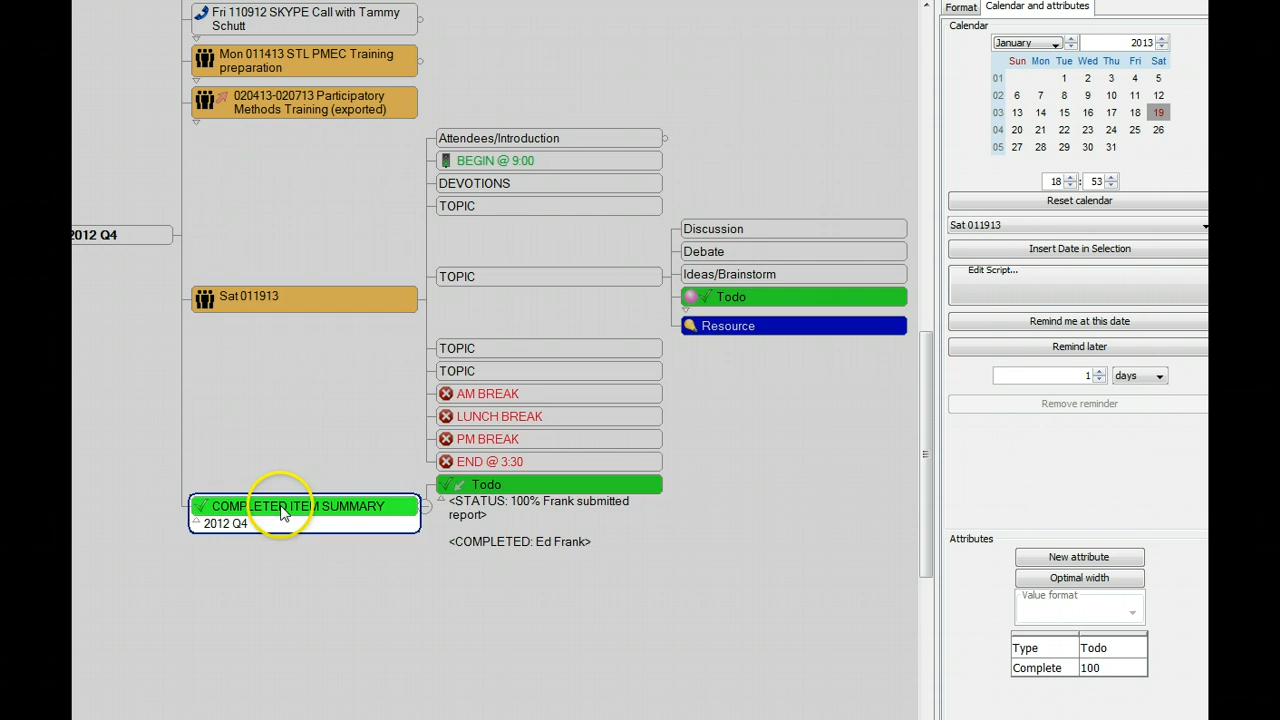 Fri 110912 SKYPE Call with Tammy
Schutt
Mon 011413 STL PMEC Training
preparation
020413-020713 Participatory
Methods Training (exported)
2012 Q4
Sat 011913
COMPLETED ITEM SUMMARY
2012 Q4
Attendees/Introduction
BEGIN @ 9:00
DEVOTIONS
TOPIC
TOPIC
TOPIC
TOPIC
AM BREAK
LUNCH BREAK
PM BREAK
END @ 3:30
Todo
<STATUS: 100% Frank submitted
report>
<COMPLETED: Ed Frank>
Discussion
Debate
Ideas/Brainstorm
Todo
Resource
Format Calendar and attributes
Calendar
January 2013
Sun Mon Tue Wed Thu Fri Sat
01 1 2 3 4 5
02 6 7 8 9 10 11 12
03 13 14 15 16 17 18 19
04 20 21 22 23 24 25 26
05 27 28 29 30 31
18 : 53
Reset calendar
Sat 011913
Insert Date in Selection
Edit Script...
Remind me at this date
Remind later
1 days
Remove reminder
Attributes
New attribute
Optimal width
Value format
Type Todo
Complete 100